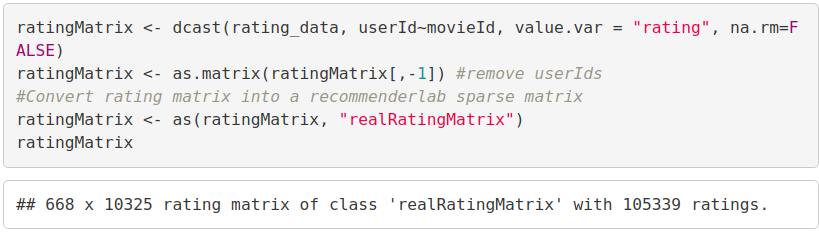 ratingMatrix <- dcast(rating_data, userId~movieId, value.var = "rating", na.rm=F
ALSE)
ratingMatrix <- as.matrix(ratingMatrix[,-1]) #remove userIds
#Convert rating matrix into a recommenderlab sparse matrix
ratingMatrix <- as(ratingMatrix, "realRatingMatrix")
ratingMatrix
## 668 x 10325 rating matrix of class 'realRatingMatrix' with 105339 ratings.